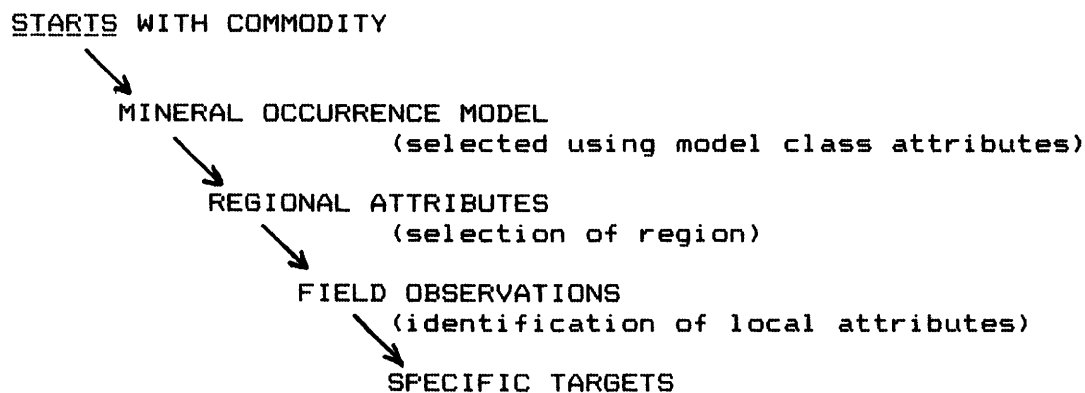 STARTS WITH COMMODITY
MINERAL OCCURRENCE MODEL
(selected using model class attributes)
REGIONAL ATTRIBUTES
(selection of region)
FIELD OBSERVATIONS
(identification of local attributes)
SPECIFIC TARGETS